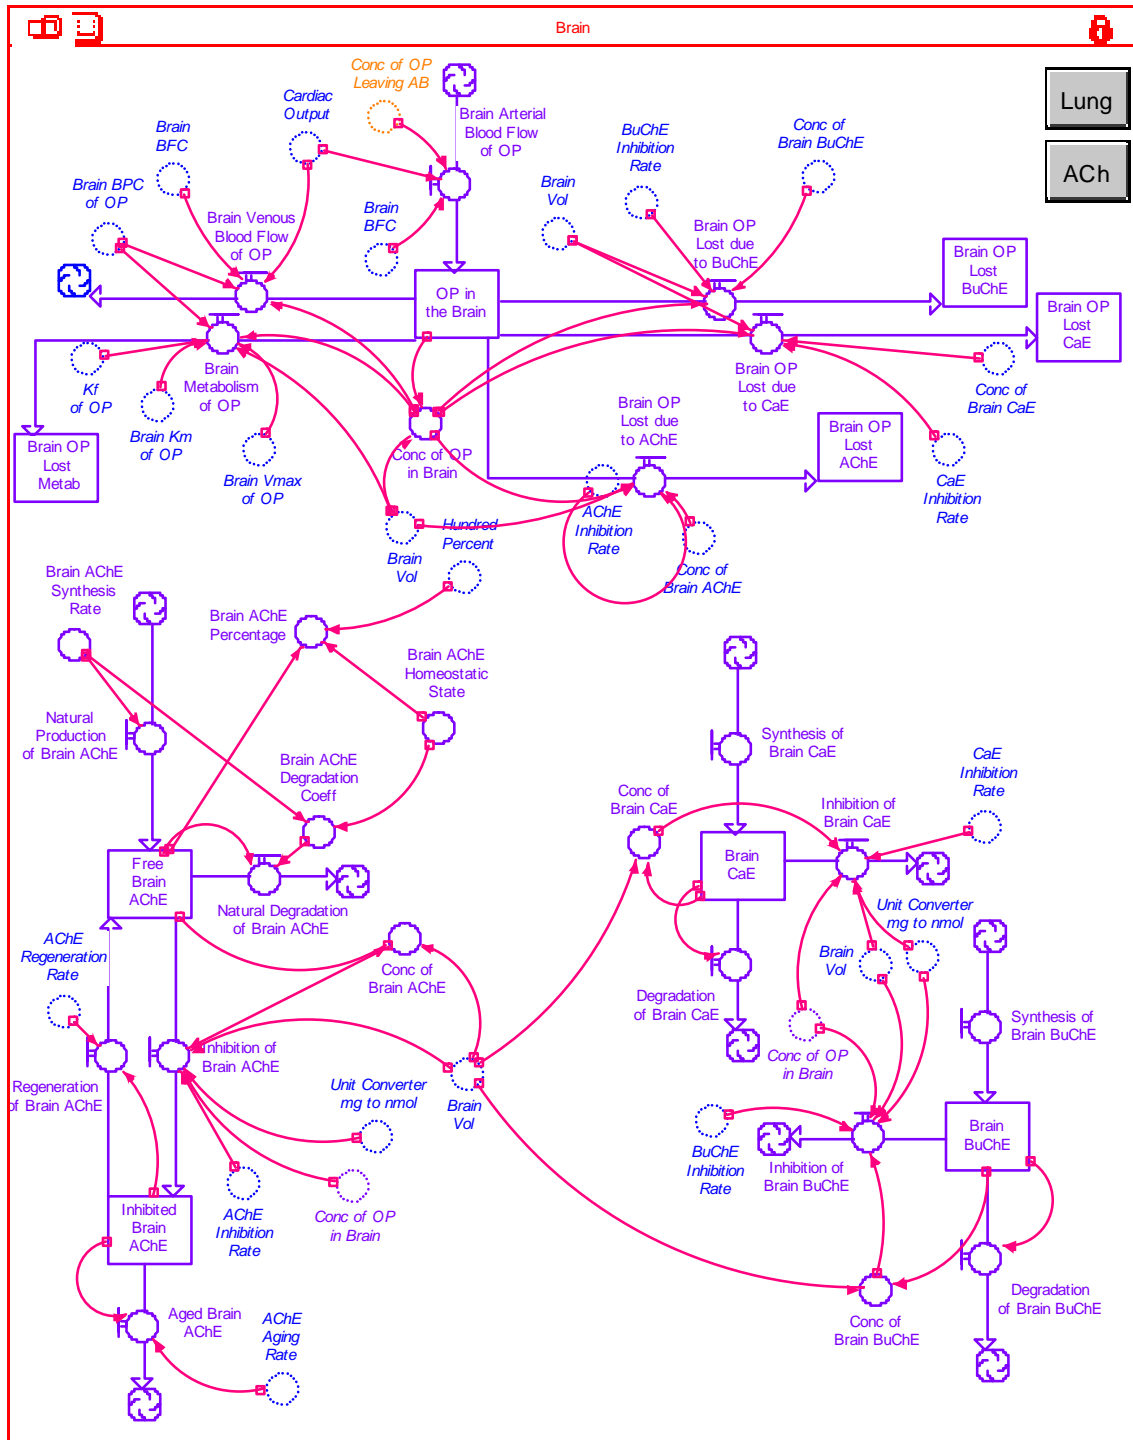 Brain
Lung
ACh
Conc of OP
Leaving AB
Cardiac
Output
Brain Arterial
Blood Flow
of OP
Brain
BFC
Brain BPC
of OP
Brain Venous
Blood Flow
of OP
Brain
BFC
BuChE
Inhibition
Rate
Conc of
Brain BuChE
Brain
Vol
Brain OP
Lost due
to BuChE
Brain OP
Lost
BuChE
OP in
the Brain
Brain OP
Lost
CaE
Kf
of OP
Brain
Metabolism
of OP
Brain OP
Lost due
to CaE
Conc of
Brain CaE
Brain Km
of OP
Brain OP
Lost due
to AChE
Brain OP
Lost
AChE
Brain OP
Lost
Metab
Conc of OP
in Brain
Brain Vmax
of OP
CaE
Inhibition
Rate
AChE
Inhibition
Rate
Hundred
Percent
Brain
Vol
Conc of
Brain AChE
Brain AChE
Synthesis
Rate
Brain AChE
Percentage
Brain AChE
Homeostatic
State
Natural
Production
of Brain AChE
Brain AChE
Degradation
Coeff
Synthesis of
Brain CaE
CaE
Inhibition
Rate
Conc of
Brain CaE
Inhibition of
Brain CaE
Free
Brain
AChE
Brain
CaE
Natural Degradation
of Brain AChE
Unit Converter
mg to nmol
AChE
Regeneration
Rate
Conc of
Brain AChE
Brain
Vol
Degradation
of Brain CaE
Synthesis of
Brain BuChE
Inhibition of
Brain AChE
Conc of OP
in Brain
Regeneration
of Brain AChE
Unit Converter
mg to nmol
Brain
Vol
Brain
BuChE
BuChE
Inhibition
Rate
Inhibition of
Brain BuChE
Inhibited
Brain
AChE
AChE
Inhibition
Rate
Conc of OP
in Brain
Degradation
of Brain BuChE
Aged Brain
AChE
AChE
Aging
Rate
Conc of
Brain BuChE